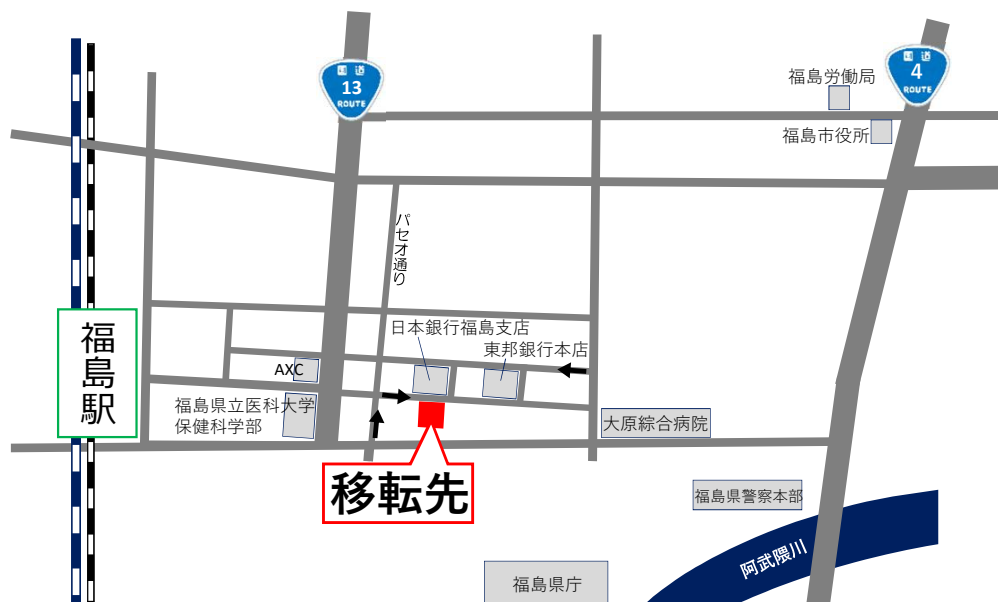 国道
13
ROUTE
国道
4
ROUTE
福島労働局
福島市役所
パセオ通り
福島駅
日本銀行福島支店
東邦銀行本店
AXC
福島県立医科大学
保健科学部
大原綜合病院
移転先
福島県警察本部
阿武隈川
福島県庁